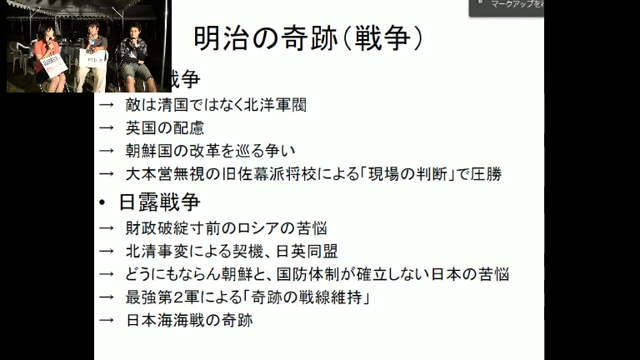 マークアップを
明治の奇跡(戦争)
戦争
→ 敵は清国ではなく北洋軍閥
→ 英国の配慮
→ 朝鮮国の改革を巡る争い
→ 大本営無視の旧佐幕派将校による「現場の判断」で圧勝
• 日露戦争
→ 財政破綻寸前のロシアの苦悩
→ 北清事変による契機、日英同盟
→ どうにもならん朝鮮と、国防体制が確立しない日本の苦悩
→ 最強第2軍による「奇跡の戦線維持」
→ 日本海海戦の奇跡